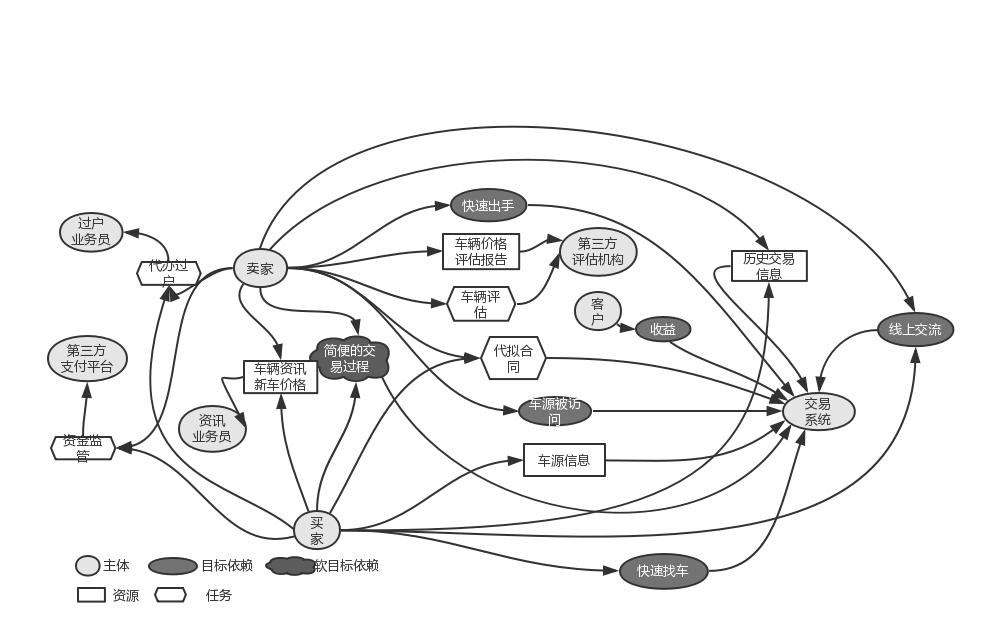 快速出手
过户
业务员
车辆价格
评估报告
第三方
评估机构
代办过
户
卖家
历史交易
信息
车辆评
估
客
户
收益
线上交流
第三方
支付平台
简便的交
易过程
代拟合
同
车辆资讯
新车价格
车源被访
问
交易
系统
资讯
业务员
资金监
管
车源信息
买
家
快速找车
主体
目标依赖
软目标依赖
资源
任务